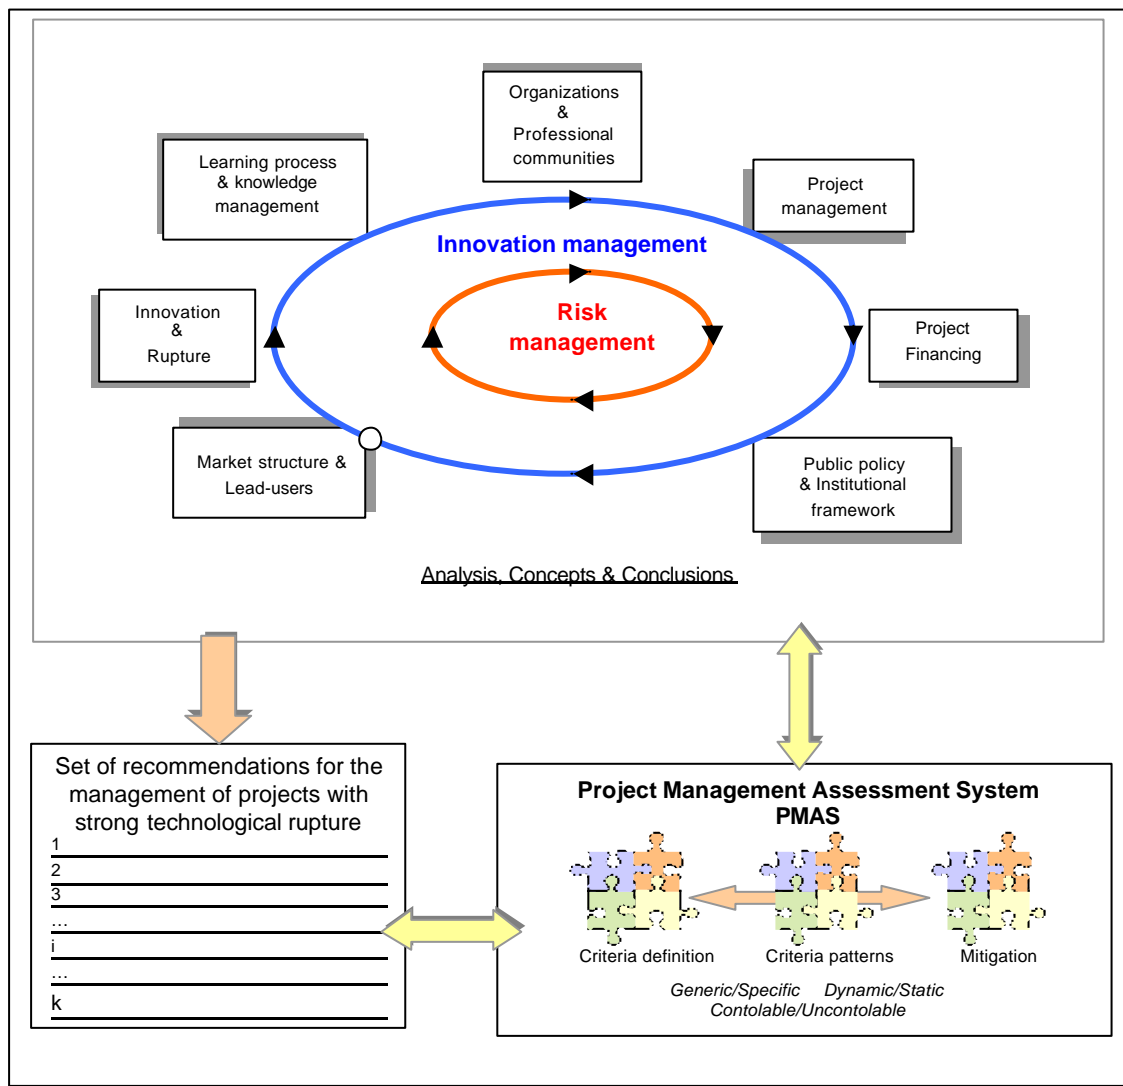 Organizations
&
Professional
communities
Learning process
& knowledge
management
Project
management
Innovation management
Risk
management
Innovation
&
Rupture
Project
Financing
Market structure &
Lead-users
Public policy
& Institutional
framework
Analysis, Concepts & Conclusions
Set of recommendations for the
management of projects with
strong technological rupture
1
2
3
…
i
…
k
Project Management Assessment System
PMAS
Criteria definition
Criteria patterns
Mitigation
Generic/Specific Dynamic/Static
Contolable/Uncontolable